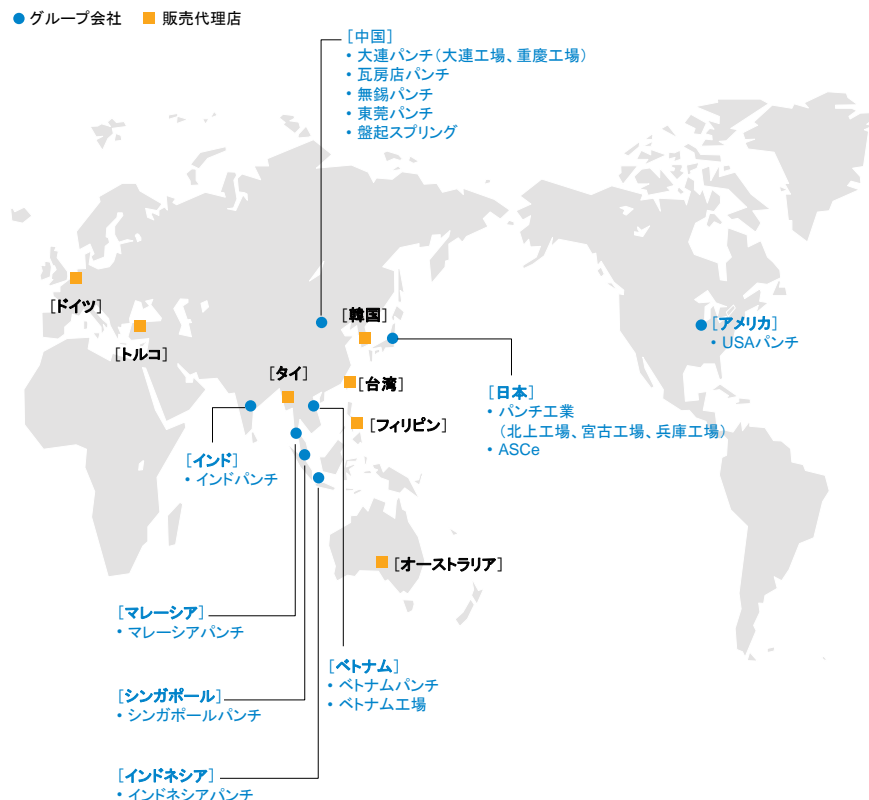 ● グループ会社 ■ 販売代理店
[中国]
・大連パンチ（大連工場、重慶工場）
・瓦房店パンチ
・無錫パンチ
・東莞パンチ
・盤起スプリング
[ドイツ]
[トルコ]
[韓国]
[アメリカ]
・USAパンチ
[タイ]
[台湾]
[フィリピン]
[日本]
・パンチ工業
（北上工場、宮古工場、兵庫工場）
・ASCe
[インド]
・インドパンチ
[オーストラリア]
[マレーシア]
・マレーシアパンチ
[ベトナム]
・ベトナムパンチ
・ベトナム工場
[シンガポール]
・シンガポールパンチ
[インドネシア]
・インドネシアパンチ